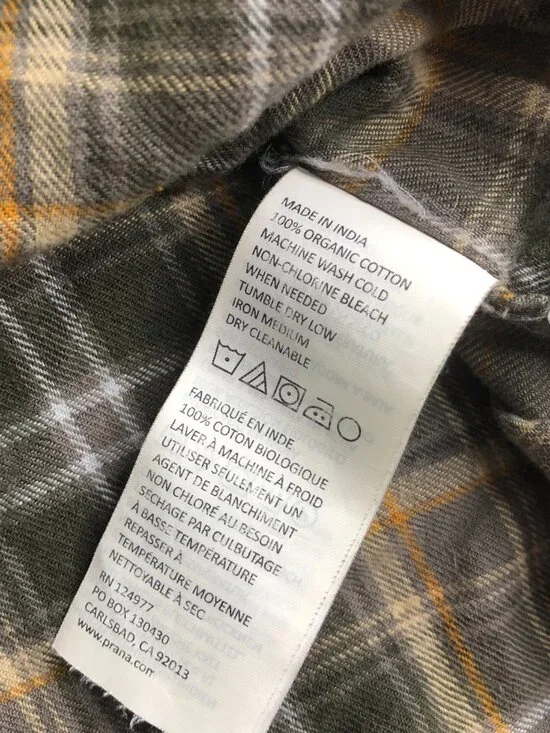 MADE IN INDIA
100% ORGANIC COTTON
MACHINE WASH COLD
NON-CHLORINE BLEACH
WHEN NEEDED
TUMBLE DRY LOW
IRON MEDIUM
DRY CLEANABLE
FABRIQUÉ EN INDE
100% COTON BIOLOGIQUE
LAVER À MACHINE À FROID
UTILISER SEULEMENT UN
AGENT DE BLANCHIMENT
NON CHLORÉ AU BESOIN
SECHAGE PAR CULBUTAGE
À BASSE TEMPÉRATURE
REPASSER À
TEMPÉRATURE MOYENNE
NETTOYABLE À SEC
RN 124977
PO BOX 130430
CARLSBAD, CA 92013
www.prana.com